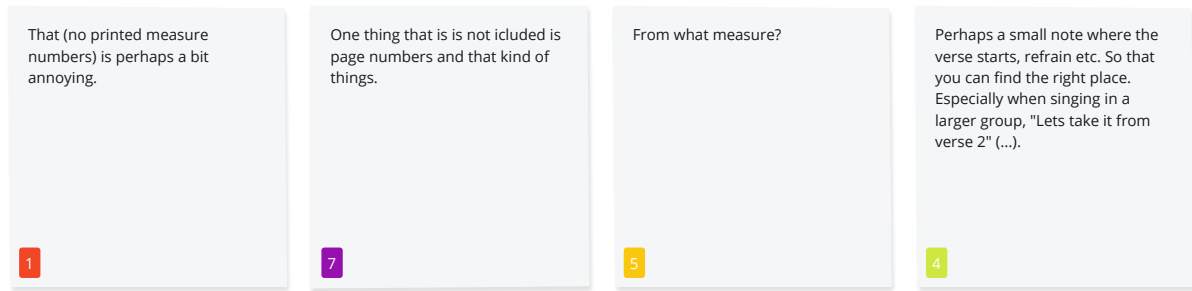 That (no printed measure
numbers) is perhaps a bit
annoying.
1
One thing that is is not icluded is
page numbers and that kind of
things.
7
From what measure?
5
Perhaps a small note where the
verse starts, refrain etc. So that
you can find the right place.
Especially when singing in a
larger group, "Lets take it from
verse 2" (...).
4